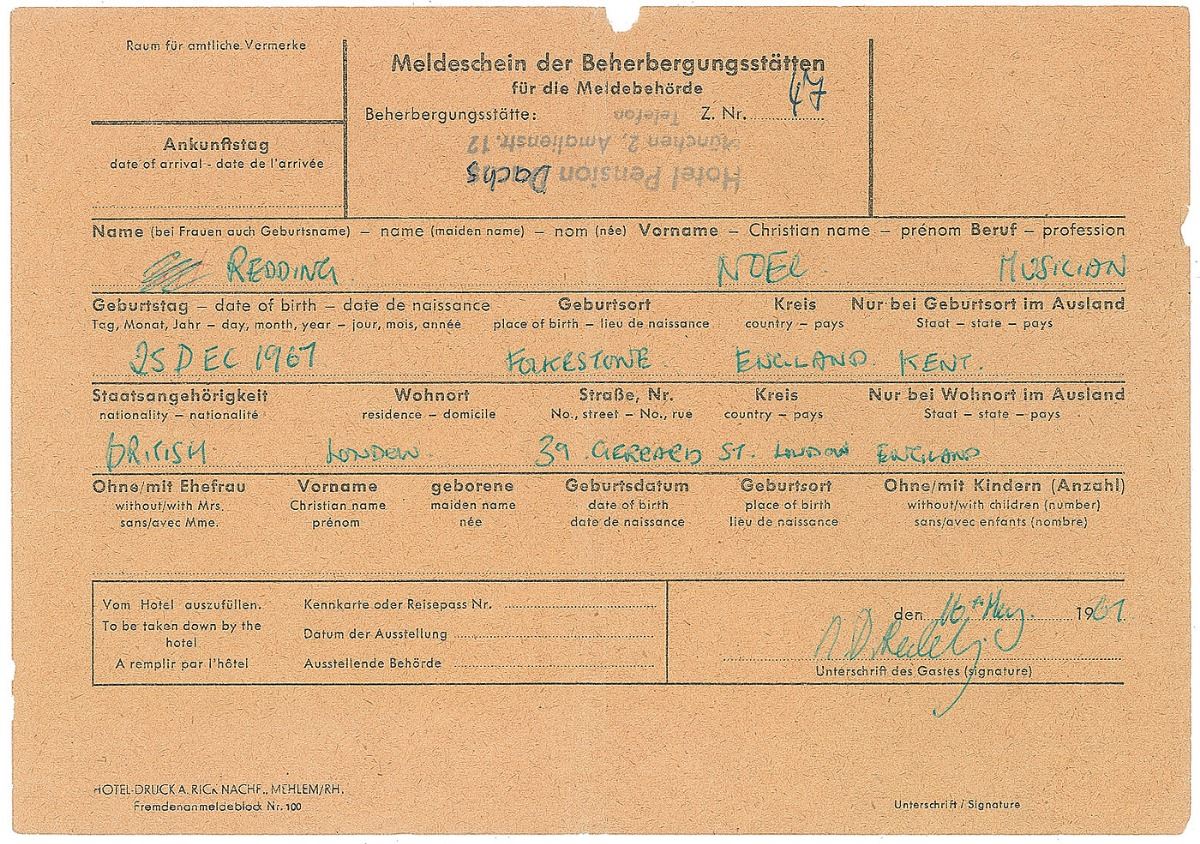 Raum für amtliche Vermerke
Meldeschein der Beherbergungsstätten
für die Meldebehörde
Beherbergungsstätte: Z. Nr. 47
Telefon
München 2, Amalienstr. 12
Hotel Pension Dachs
Ankunftstag
date of arrival - date de l'arrivée
Name (bei Frauen auch Geburtsname) – name (maiden name) – nom (née) Vorname – Christian name – prénom Beruf – profession
REDDING. NOEL. MUSICIAN
Geburtstag – date of birth – date de naissance Geburtsort Kreis Nur bei Geburtsort im Ausland
Tag, Monat, Jahr – day, month, year – jour, mois, année place of birth – lieu de naissance country – pays Staat – state – pays
25 DEC 1967 FOLKESTONE. ENGLAND. KENT.
Staatsangehörigkeit Wohnort Straße, Nr. Kreis Nur bei Wohnort im Ausland
nationality – nationalité residence – domicile No., street – No., rue country – pays Staat – state – pays
BRITISH. LONDON. 39 GERRARD ST. LONDON ENGLAND
Ohne/mit Ehefrau Vorname geborene Geburtsdatum Geburtsort Ohne/mit Kindern (Anzahl)
without/with Mrs. Christian name maiden name date of birth place of birth without/with children (number)
sans/avec Mme. prénom née date de naissance lieu de naissance sans/avec enfants (nombre)
Vom Hotel auszufüllen. Kennkarte oder Reisepass Nr.
To be taken down by the hotel Datum der Ausstellung
A remplir par l'hôtel Ausstellende Behörde
den 16th May. 1967
N.D. Redding
Unterschrift des Gastes (signature)
HOTEL-DRUCK A. RICK NACHF., MEHLEM/RH.
Fremdenanmeldeblock Nr. 100
Unterschrift / Signature